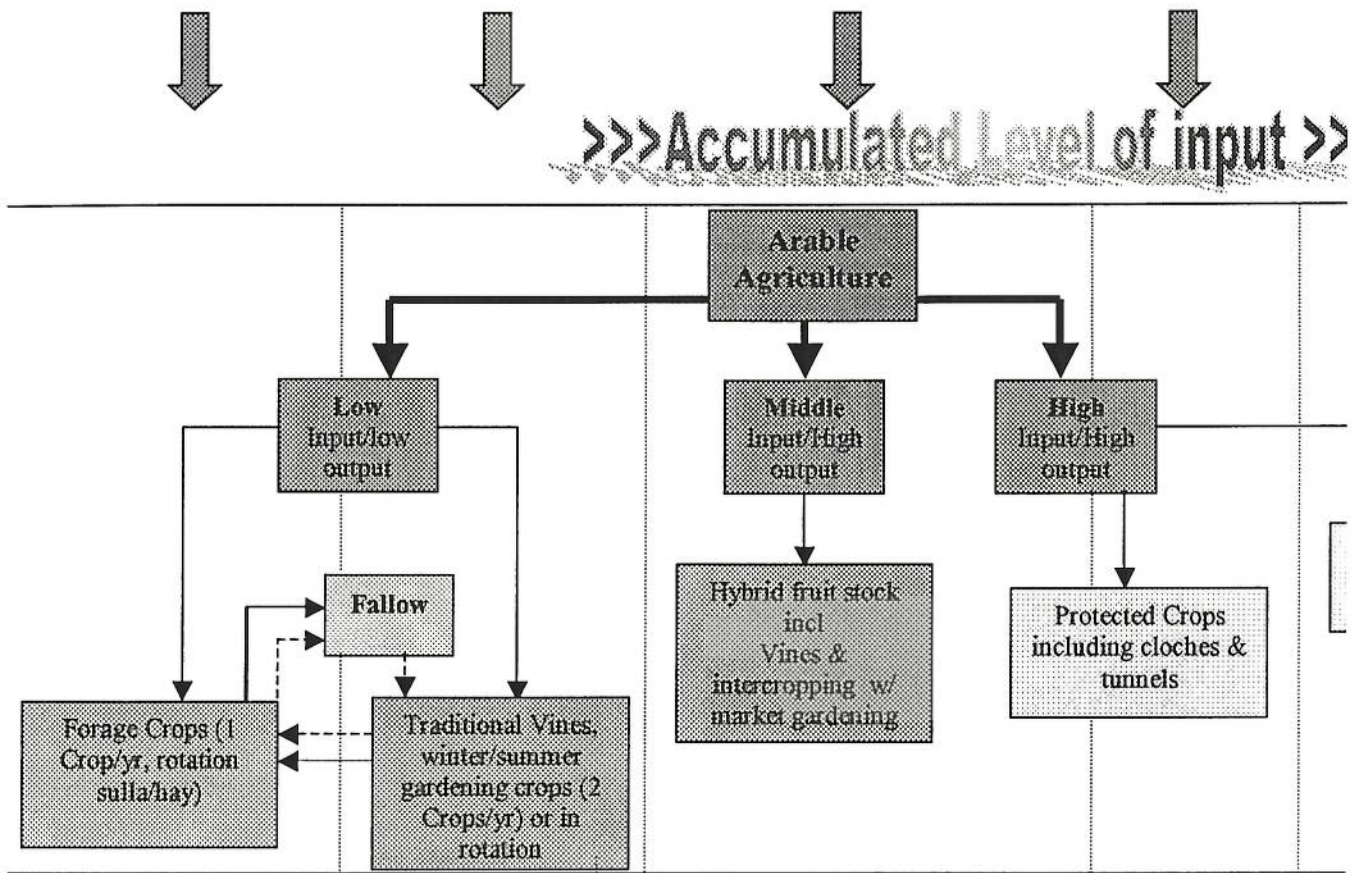 >>>Accumulated Level of input >>
Arable
Agriculture
Low
Input/low
output
Middle
Input/High
output
High
Input/High
output
Fallow
Hybrid fruit stock
incl
Vines &
intercropping w/
market gardening
Protected Crops
including cloches &
tunnels
Forage Crops (1
Crop/yr, rotation
sulla/hay)
Traditional Vines,
winter/summer
gardening crops (2
Crops/yr) or in
rotation